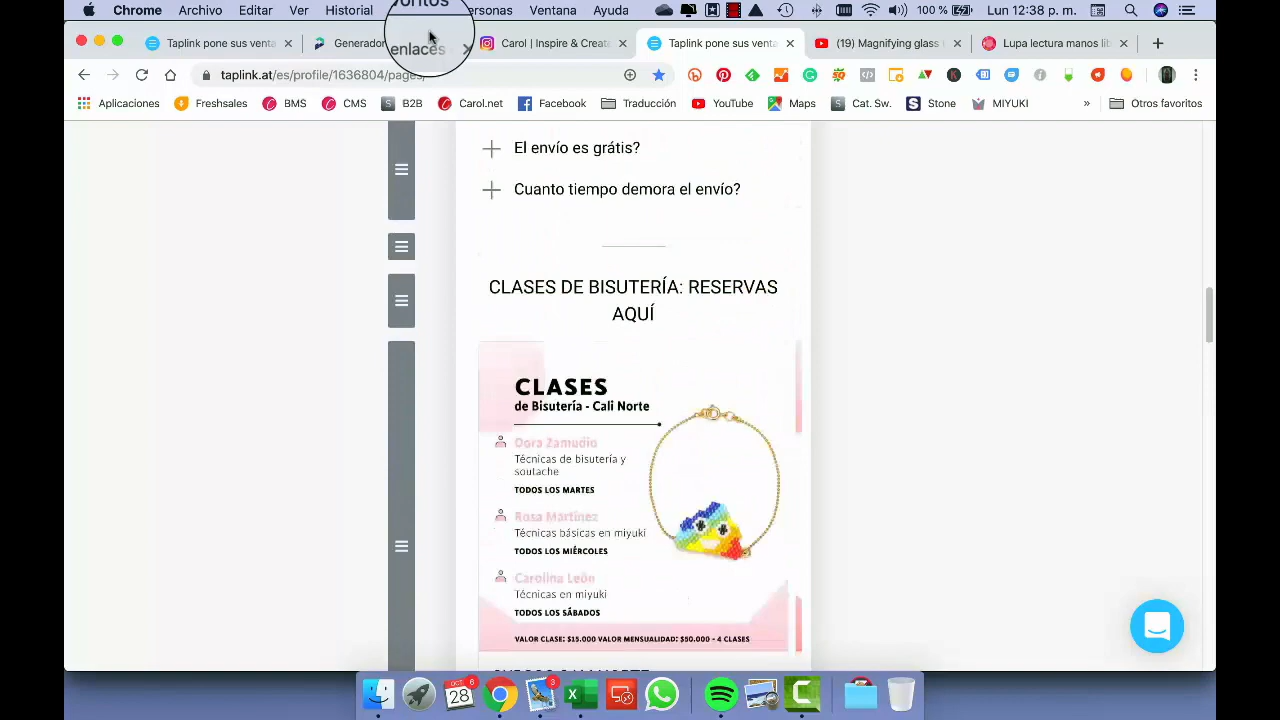 Chrome Archivo Editar Ver Historial ersonas Ventana Ayuda 100 % Lun 12:38 p. m.
Taplink pone sus venta Generador enlaces Carol | Inspire & Create Taplink pone sus venta (19) Magnifying glass Lupa lectura manos lib
taplink.at/es/profile/1636804/pages/
Aplicaciones Freshsales BMS CMS B2B Carol.net Facebook Traducción YouTube Maps Cat. Sw. Stone MIYUKI » Otros favoritos
El envío es grátis?
Cuanto tiempo demora el envío?
CLASES DE BISUTERÍA: RESERVAS
AQUÍ
CLASES
de Bisutería - Cali Norte
Dora Zamudio
Técnicas de bisutería y
soutache
TODOS LOS MARTES
Rosa Martínez
Técnicas básicas en miyuki
TODOS LOS MIÉRCOLES
Carolina León
Técnicas en miyuki
TODOS LOS SÁBADOS
VALOR CLASE: $15.000 VALOR MENSUALIDAD: $50.000 - 4 CLASES
OCT 28 6 3